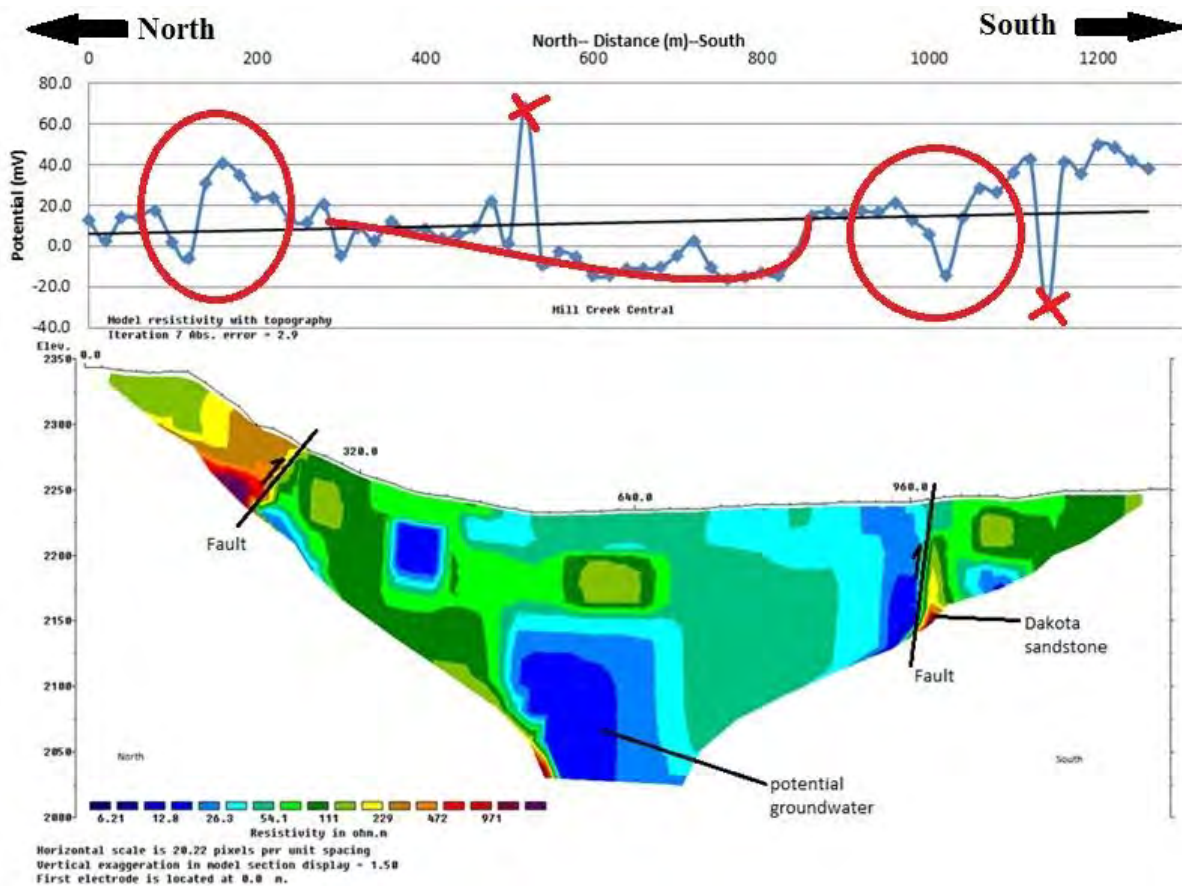 North
South
North-- Distance (m)--South
0 200 400 600 800 1000 1200
Potential (mV)
80.0
60.0
40.0
20.0
0.0
-20.0
-40.0
Mill Creek Central
Model resistivity with topography
Iteration 7 Abs. error = 2.9
Elev.
0.0
2350
2300
2250
2200
2150
2100
2050
2000
320.0
640.0
960.0
Fault
Dakota
sandstone
Fault
North
South
potential
groundwater
6.21 12.8 26.3 54.1 111 229 472 971
Resistivity in ohm.m
Horizontal scale is 20.22 pixels per unit spacing
Vertical exaggeration in model section display = 1.50
First electrode is located at 0.0 m.